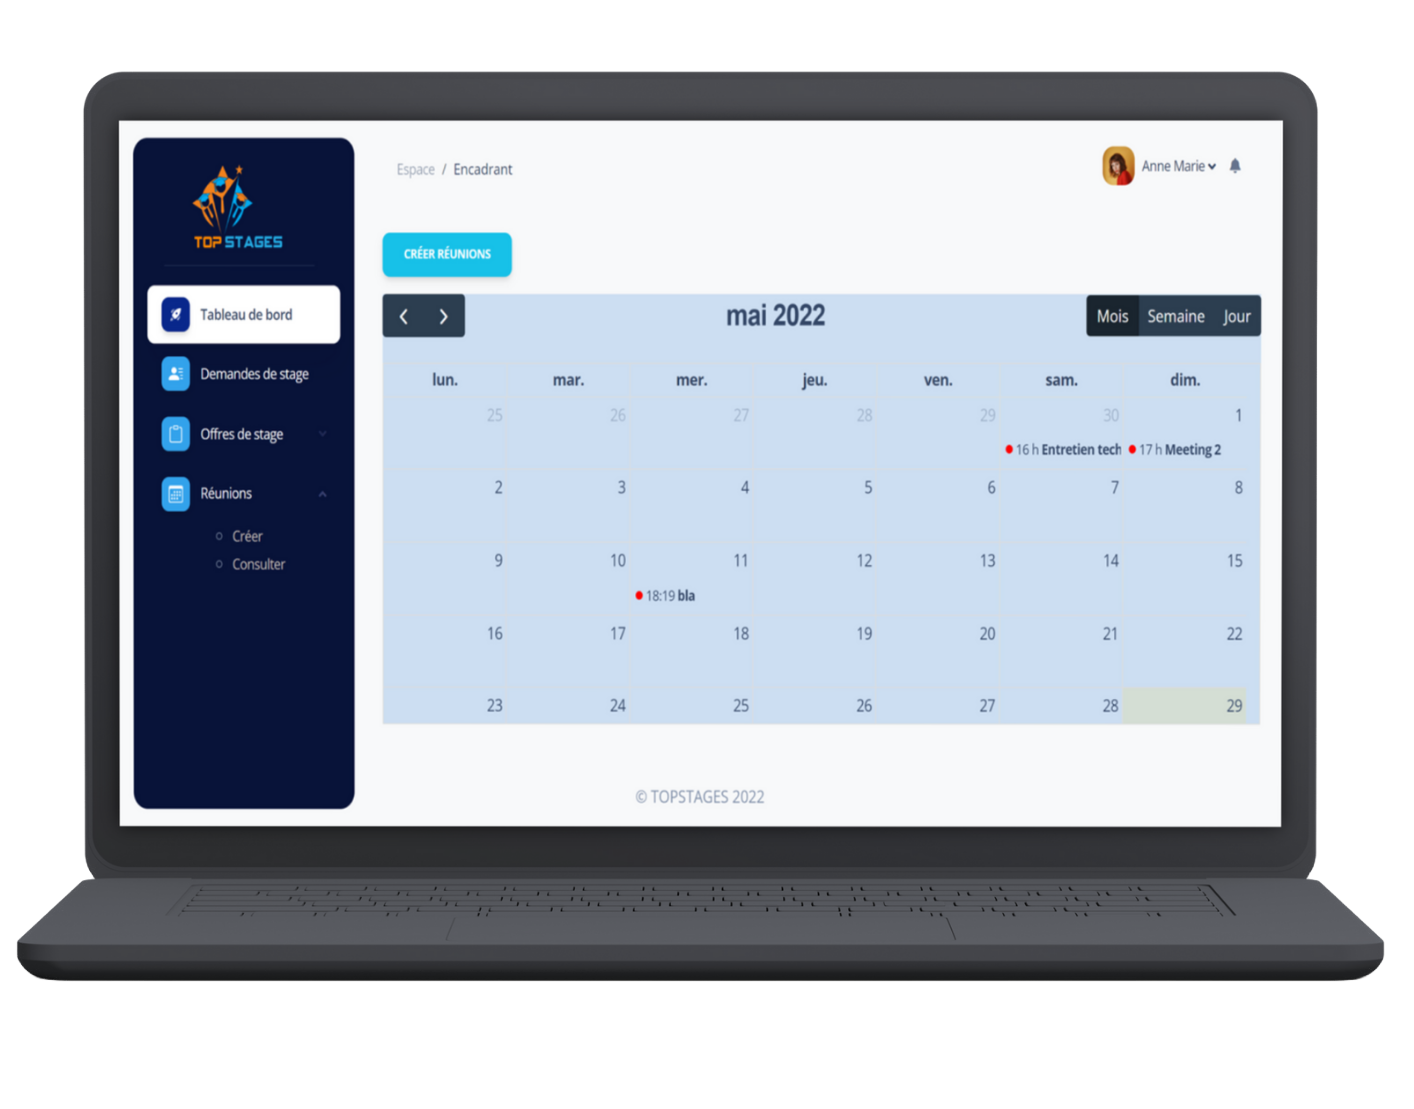 TOP STAGES
Tableau de bord
Demandes de stage
Offres de stage
Réunions
Créer
Consulter
Espace / Encadrant
Anne Marie
CRÉER RÉUNIONS
mai 2022
Mois Semaine Jour
lun. mar. mer. jeu. ven. sam. dim.
25 26 27 28 29 30 1
16 h Entretien tech 17 h Meeting 2
2 3 4 5 6 7 8
9 10 11 12 13 14 15
18:19 bla
16 17 18 19 20 21 22
23 24 25 26 27 28 29
© TOPSTAGES 2022